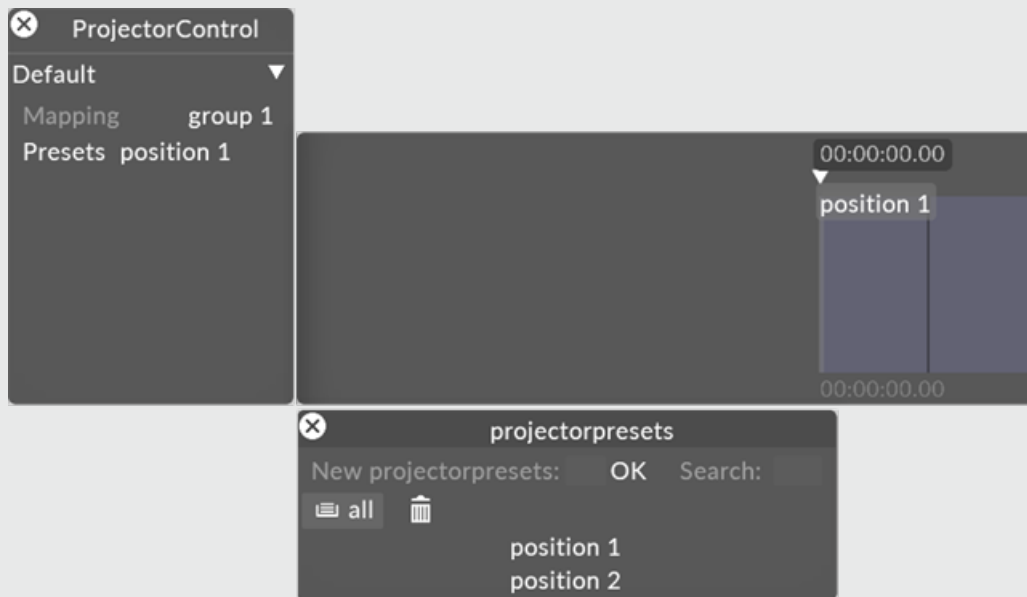 ProjectorControl
Default
Mapping group 1
Presets position 1
00:00:00.00
position 1
00:00:00.00
projectorpresets
New projectorpresets: OK Search:
all
position 1
position 2